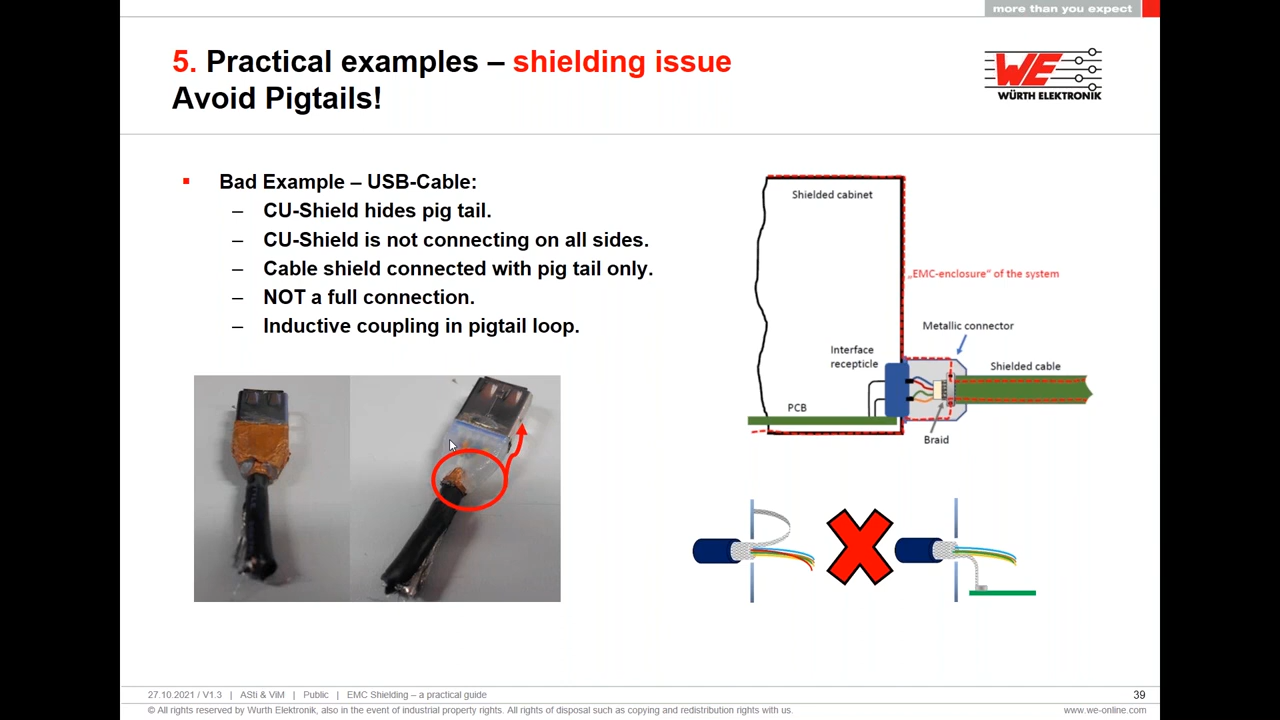 more than you expect
5. Practical examples – shielding issue
Avoid Pigtails!
WE
WÜRTH ELEKTRONIK
Bad Example – USB-Cable:
– CU-Shield hides pig tail.
– CU-Shield is not connecting on all sides.
– Cable shield connected with pig tail only.
– NOT a full connection.
– Inductive coupling in pigtail loop.
Shielded cabinet
„EMC-enclosure“ of the system
Metallic connector
Interface
recepticle
Shielded cable
PCB
Braid
27.10.2021 / V1.3 | ASti & ViM | Public | EMC Shielding – a practical guide
39
© All rights reserved by Wurth Elektronik, also in the event of industrial property rights. All rights of disposal such as copying and redistribution rights with us.
www.we-online.com